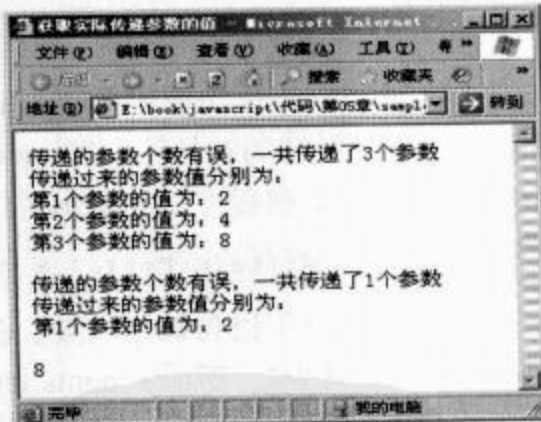 获取实际传递参数的值 - Microsoft Internet
文件(F) 编辑(E) 查看(V) 收藏(A) 工具(T) »
后退 搜索 收藏夹 »
地址(D) E:\book\javascript\代码\第05章\sampl 转到
传递的参数个数有误，一共传递了3个参数
传递过来的参数值分别为：
第1个参数的值为：2
第2个参数的值为：4
第3个参数的值为：8
传递的参数个数有误，一共传递了1个参数
传递过来的参数值分别为：
第1个参数的值为：2
8
完毕 我的电脑